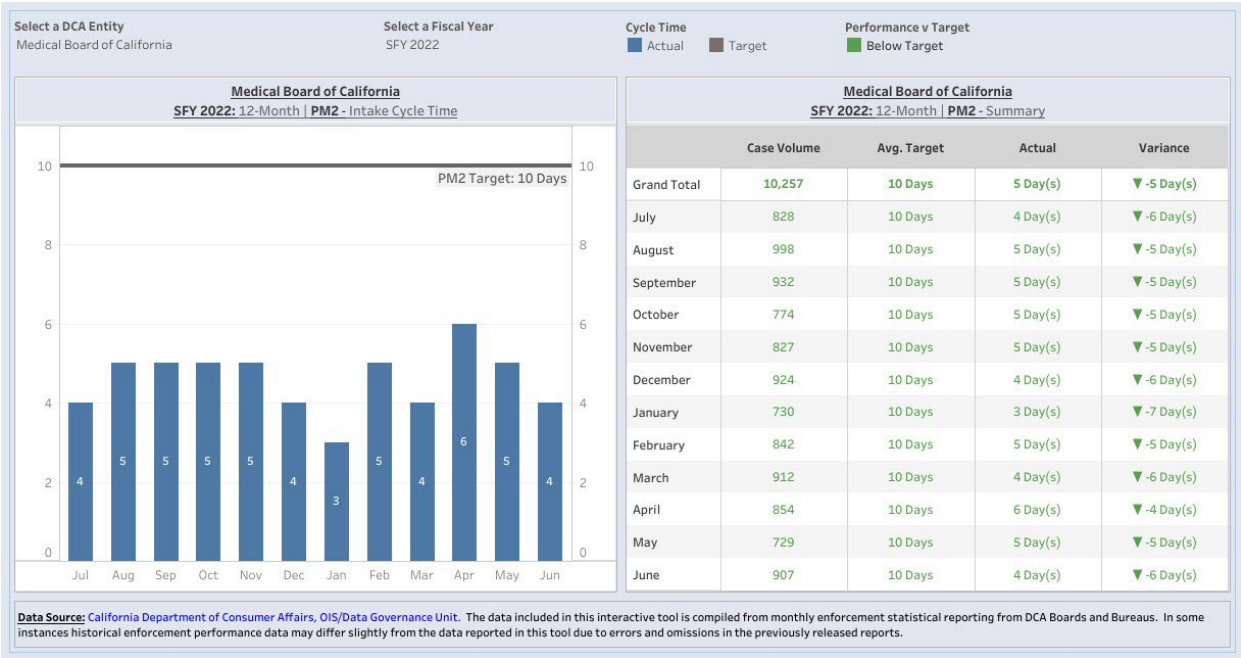 Select a DCA Entity
Medical Board of California
Select a Fiscal Year
SFY 2022
Cycle Time
Actual Target
Performance v Target
Below Target
Medical Board of California
SFY 2022: 12-Month | PM2 - Intake Cycle Time
10 10
PM2 Target: 10 Days
8 8
6 6
4 4
2 2
0 0
4 5 5 5 5 4 3 5 4 6 5 4
Jul Aug Sep Oct Nov Dec Jan Feb Mar Apr May Jun
Medical Board of California
SFY 2022: 12-Month | PM2 - Summary
Case Volume Avg. Target Actual Variance
Grand Total 10,257 10 Days 5 Day(s) ▼ -5 Day(s)
July 828 10 Days 4 Day(s) ▼ -6 Day(s)
August 998 10 Days 5 Day(s) ▼ -5 Day(s)
September 932 10 Days 5 Day(s) ▼ -5 Day(s)
October 774 10 Days 5 Day(s) ▼ -5 Day(s)
November 827 10 Days 5 Day(s) ▼ -5 Day(s)
December 924 10 Days 4 Day(s) ▼ -6 Day(s)
January 730 10 Days 3 Day(s) ▼ -7 Day(s)
February 842 10 Days 5 Day(s) ▼ -5 Day(s)
March 912 10 Days 4 Day(s) ▼ -6 Day(s)
April 854 10 Days 6 Day(s) ▼ -4 Day(s)
May 729 10 Days 5 Day(s) ▼ -5 Day(s)
June 907 10 Days 4 Day(s) ▼ -6 Day(s)
Data Source: California Department of Consumer Affairs, OIS/Data Governance Unit. The data included in this interactive tool is compiled from monthly enforcement statistical reporting from DCA Boards and Bureaus. In some
instances historical enforcement performance data may differ slightly from the data reported in this tool due to errors and omissions in the previously released reports.